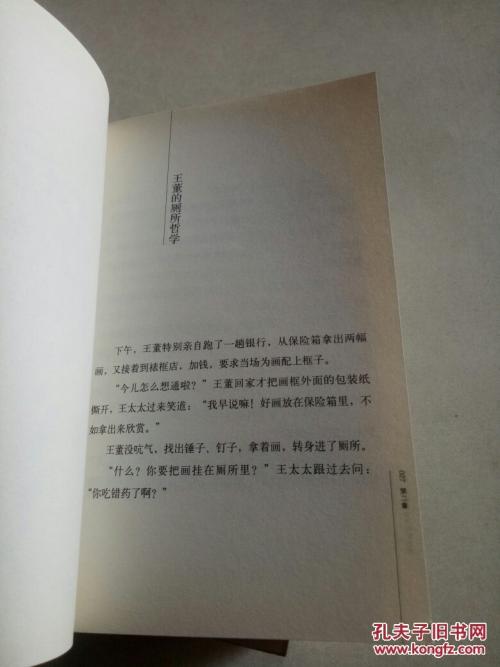 王董的厕所哲学
下午，王董特别亲自跑了一趟银行，从保险箱拿出两幅
画，又接着到裱框店，加钱，要求当场为画配上框子。
“今儿怎么想通啦？”王董回家才把画框外面的包装纸
撕开，王太太过来笑道：“我早说嘛！好画放在保险箱里，不
如拿出来欣赏。”
王董没吭气，找出锤子、钉子，拿着画，转身进了厕所。
“什么？你要把画挂在厕所里？”王太太跟过去问：
“你吃错药了啊？”
007 第一章
孔夫子旧书网
www.kongfz.com